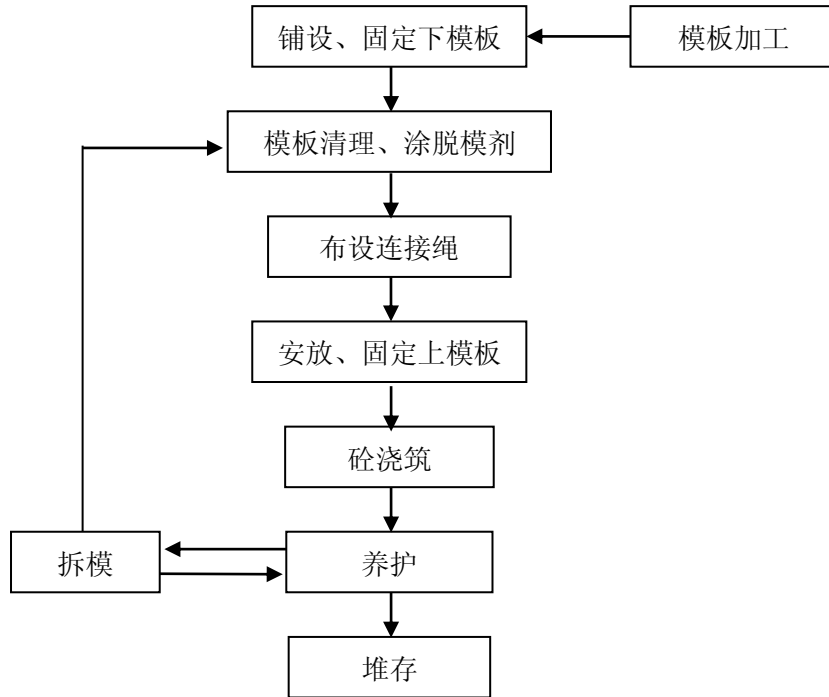 铺设、固定下模板
模板加工
模板清理、涂脱模剂
布设连接绳
安放、固定上模板
砼浇筑
拆模
养护
堆存